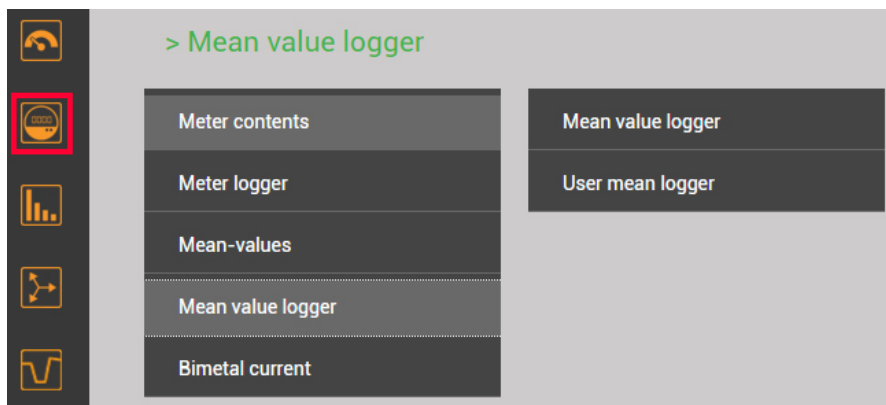 > Mean value logger
Meter contents
Meter logger
Mean-values
Mean value logger
Bimetal current
Mean value logger
User mean logger